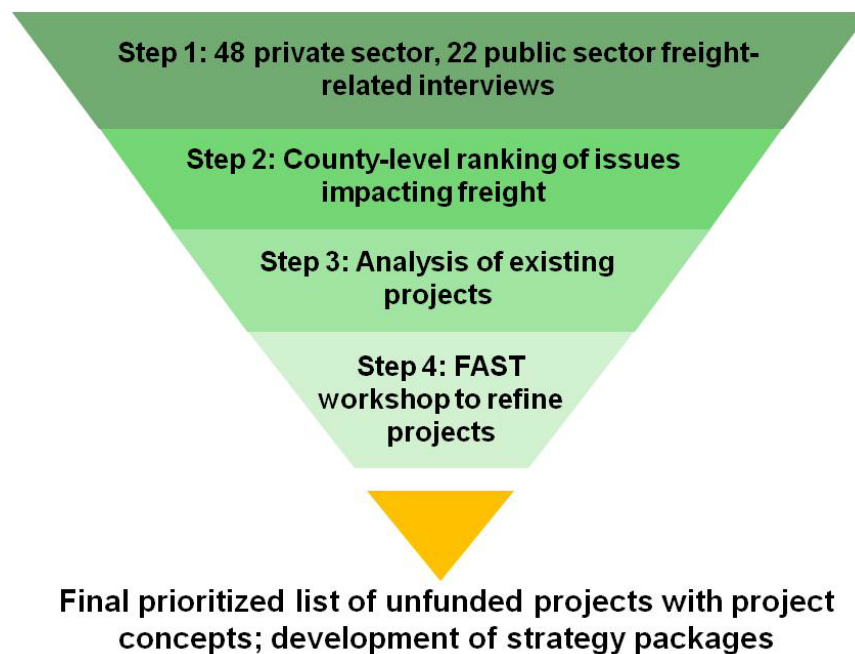 Step 1: 48 private sector, 22 public sector freight-
related interviews
Step 2: County-level ranking of issues
impacting freight
Step 3: Analysis of existing
projects
Step 4: FAST
workshop to refine
projects
Final prioritized list of unfunded projects with project
concepts; development of strategy packages